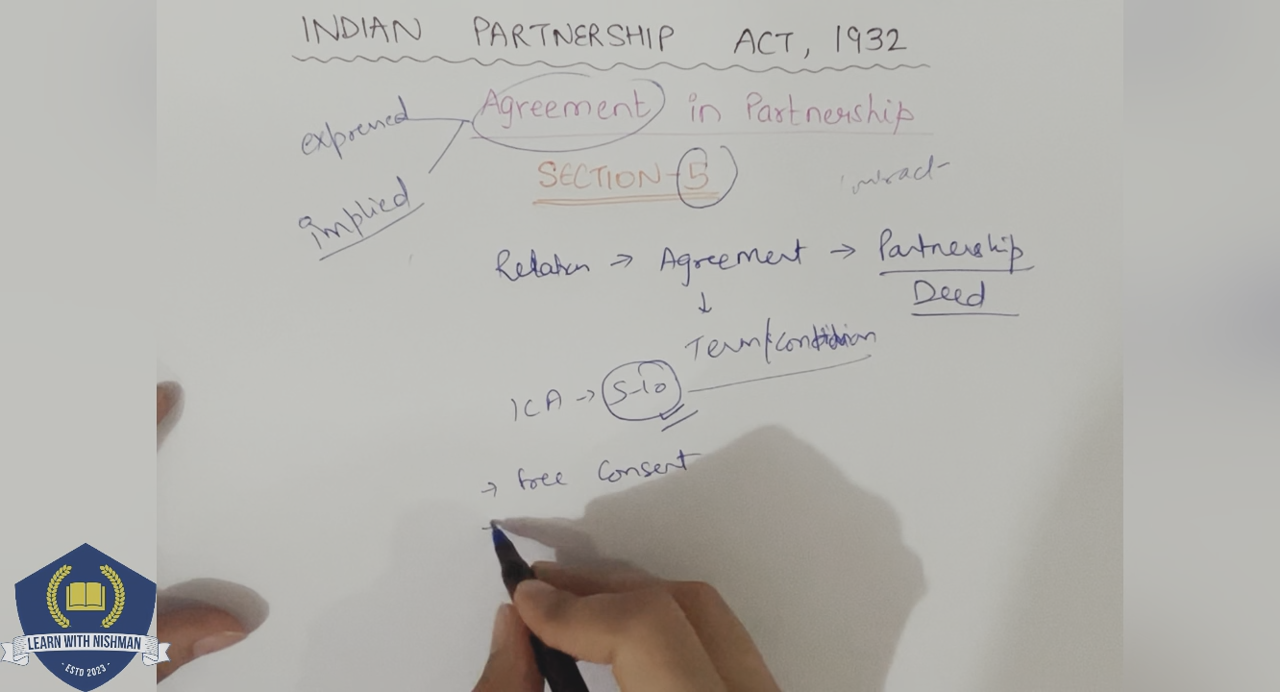 INDIAN PARTNERSHIP ACT, 1932
Agreement in Partnership
expressed
SECTION-5
implied
Relation → Agreement → Partnership
Deed
↓
Term/Condition
ICA → S-10
→ free Consent
LEARN WITH NISHMAN
- ESTD 2023 -